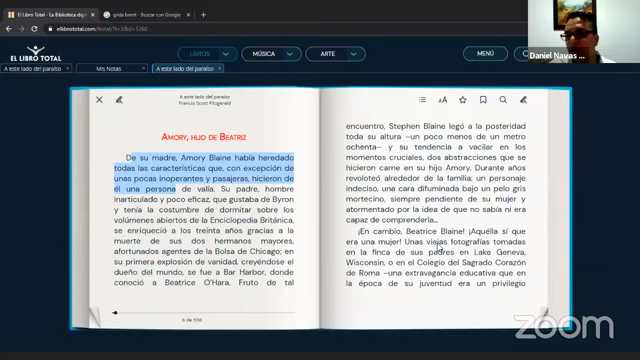 El Libro Total - La Biblioteca digi
gilda brent - Buscar con Google
ellibrototal.com/ltotal/?t=1&d=5260
EL LIBRO TOTAL
LIBROS
MÚSICA
ARTE
MENÚ
Daniel Navas
A este lado del paraíso
Mis Notas
A este lado del paraíso
A este lado del paraíso
Francis Scott Fitzgerald
AMORY, HIJO DE BEATRIZ
De su madre, Amory Blaine había heredado
todas las características que, con excepción de
unas pocas inoperantes y pasajeras, hicieron de
él una persona de valía. Su padre, hombre
inarticulado y poco eficaz, que gustaba de Byron
y tenía la costumbre de dormitar sobre los
volúmenes abiertos de la Enciclopedia Británica,
se enriqueció a los treinta años gracias a la
muerte de sus dos hermanos mayores,
afortunados agentes de la Bolsa de Chicago; en
su primera explosión de vanidad, creyéndose el
dueño del mundo, se fue a Bar Harbor, donde
conoció a Beatrice O'Hara. Fruto de tal
6 de 556
AA
encuentro, Stephen Blaine legó a la posteridad
toda su altura –un poco menos de un metro
ochenta– y su tendencia a vacilar en los
momentos cruciales, dos abstracciones que se
hicieron carne en su hijo Amory. Durante años
revoloteó alrededor de la familia: un personaje
indeciso, una cara difuminada bajo un pelo gris
mortecino, siempre pendiente de su mujer y
atormentado por la idea de que no sabía ni era
capaz de comprenderla...
¡En cambio, Beatrice Blaine! ¡Aquélla sí que
era una mujer! Unas viejas fotografías tomadas
en la finca de sus padres en Lake Geneva,
Wisconsin, o en el Colegio del Sagrado Corazón
de Roma –una extravagancia educativa que en
la época de su juventud era un privilegio
zoom